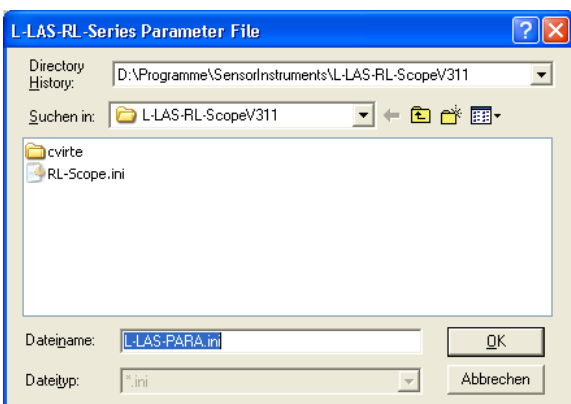 L-LAS-RL-Series Parameter File
Directory
History:
D:\Programme\SensorInstruments\L-LAS-RL-ScopeV311
Suchen in:
L-LAS-RL-ScopeV311
cvirte
RL-Scope.ini
Dateiname:
L-LAS-PARA.ini
OK
Dateityp:
*.ini
Abbrechen